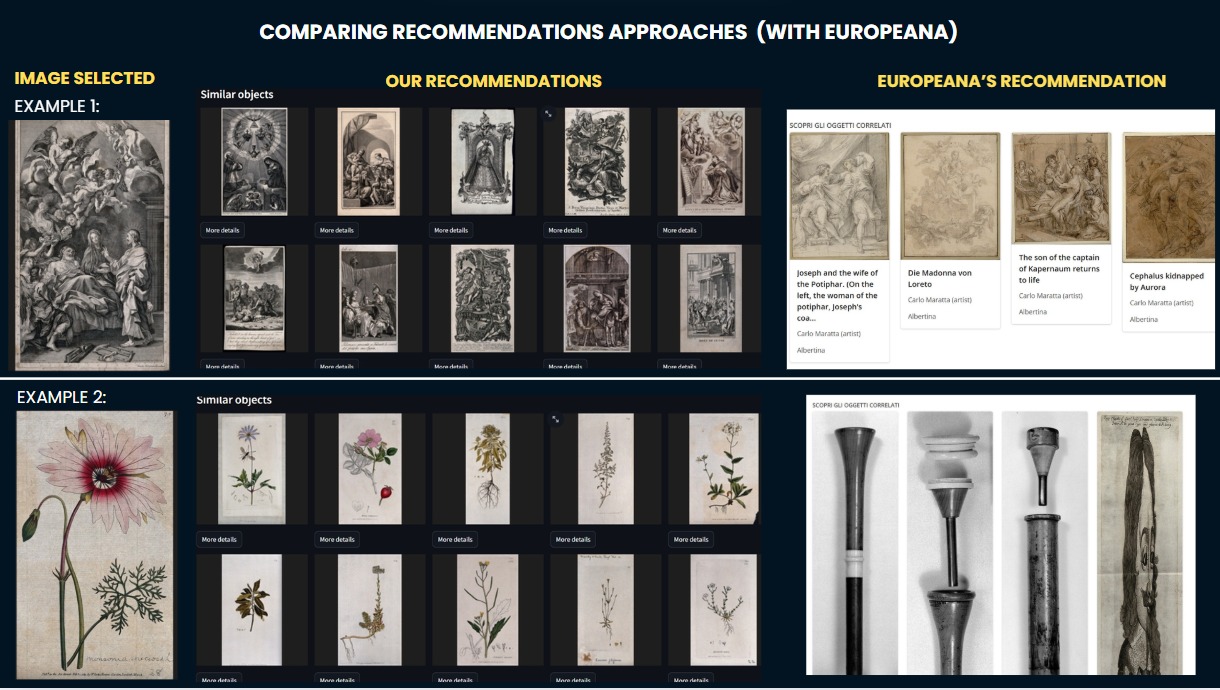 COMPARING RECOMMENDATIONS APPROACHES (WITH EUROPEANA)
IMAGE SELECTED
OUR RECOMMENDATIONS
EUROPEANA'S RECOMMENDATION
EXAMPLE 1:
Similar objects
More details
More details
More details
More details
More details
More details
More details
More details
More details
More details
SCOPRI GLI OGGETTI CORRELATI
Joseph and the wife of
the Potiphar. (On the
left, the woman of the
potiphar, Joseph's
coa...
Carlo Maratta (artist)
Albertina
Die Madonna von
Loreto
Carlo Maratta (artist)
Albertina
The son of the captain
of Kapernaum returns
to life
Carlo Maratta (artist)
Albertina
Cephalus kidnapped
by Aurora
Carlo Maratta (artist)
Albertina
EXAMPLE 2:
Similar objects
More details
More details
More details
More details
More details
More details
More details
More details
More details
More details
SCOPRI GLI OGGETTI CORRELATI